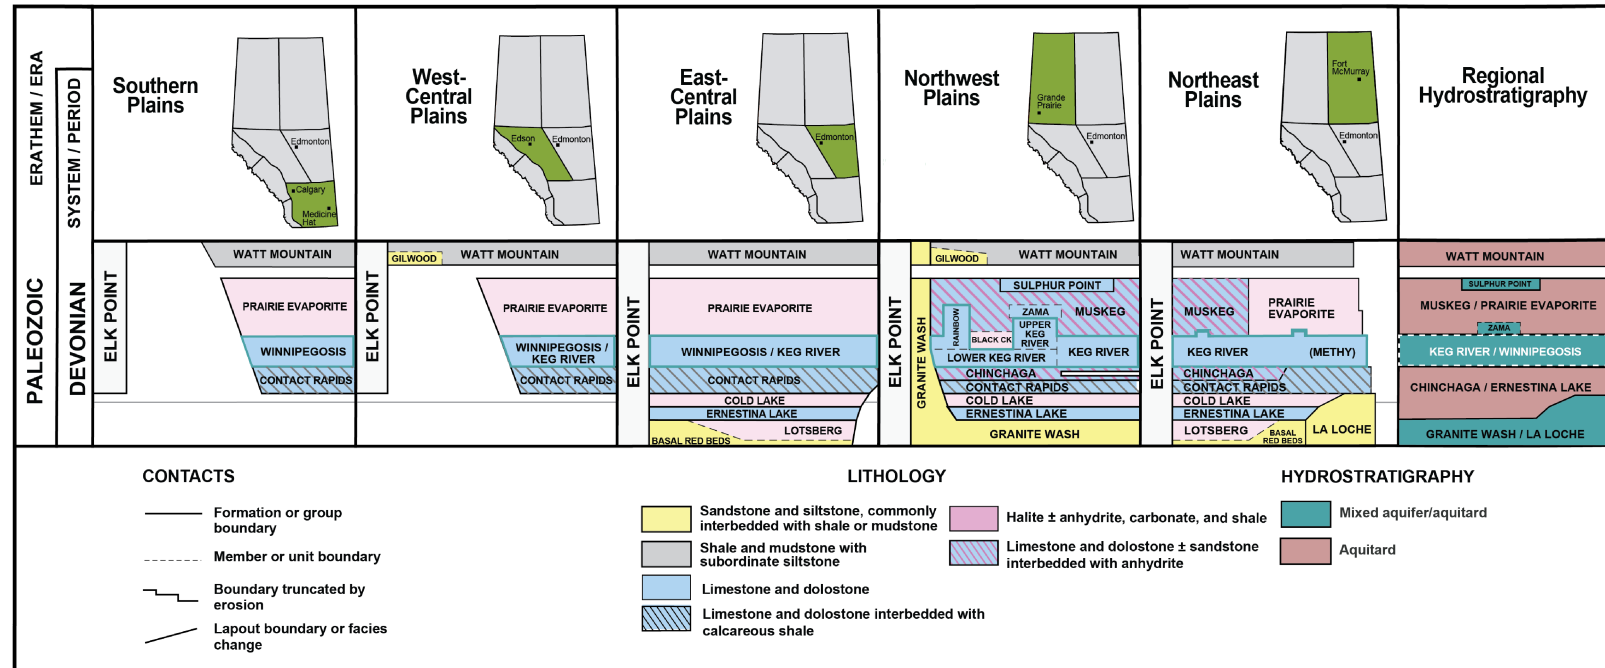 ERATHEM / ERA
SYSTEM / PERIOD
Southern
Plains
Edmonton
Calgary
Medicine
Hat
West-
Central
Plains
Edson
Edmonton
East-
Central
Plains
Edmonton
Northwest
Plains
Grande
Prairie
Edmonton
Northeast
Plains
Fort
McMurray
Edmonton
Regional
Hydrostratigraphy
PALEOZOIC
DEVONIAN
ELK POINT
WATT MOUNTAIN
PRAIRIE EVAPORITE
WINNIPEGOSIS
CONTACT RAPIDS
ELK POINT
GILWOOD
WATT MOUNTAIN
PRAIRIE EVAPORITE
WINNIPEGOSIS /
KEG RIVER
CONTACT RAPIDS
ELK POINT
WATT MOUNTAIN
PRAIRIE EVAPORITE
WINNIPEGOSIS / KEG RIVER
CONTACT RAPIDS
COLD LAKE
ERNESTINA LAKE
LOTSBERG
BASAL RED BEDS
ELK POINT
GRANITE WASH
GILWOOD
WATT MOUNTAIN
SULPHUR POINT
MUSKEG
RAINBOW
ZAMA
UPPER
KEG
RIVER
BLACK CK
LOWER KEG RIVER
KEG RIVER
CHINCHAGA
CONTACT RAPIDS
COLD LAKE
ERNESTINA LAKE
GRANITE WASH
ELK POINT
WATT MOUNTAIN
MUSKEG
PRAIRIE
EVAPORITE
KEG RIVER
(METHY)
CHINCHAGA
CONTACT RAPIDS
COLD LAKE
ERNESTINA LAKE
LOTSBERG
BASAL
RED BEDS
LA LOCHE
WATT MOUNTAIN
SULPHUR POINT
MUSKEG / PRAIRIE EVAPORITE
ZAMA
KEG RIVER / WINNIPEGOSIS
CHINCHAGA / ERNESTINA LAKE
GRANITE WASH / LA LOCHE
CONTACTS
Formation or group
boundary
Member or unit boundary
Boundary truncated by
erosion
Lapout boundary or facies
change
LITHOLOGY
Sandstone and siltstone, commonly
interbedded with shale or mudstone
Shale and mudstone with
subordinate siltstone
Limestone and dolostone
Limestone and dolostone interbedded with
calcareous shale
Halite ± anhydrite, carbonate, and shale
Limestone and dolostone ± sandstone
interbedded with anhydrite
HYDROSTRATIGRAPHY
Mixed aquifer/aquitard
Aquitard